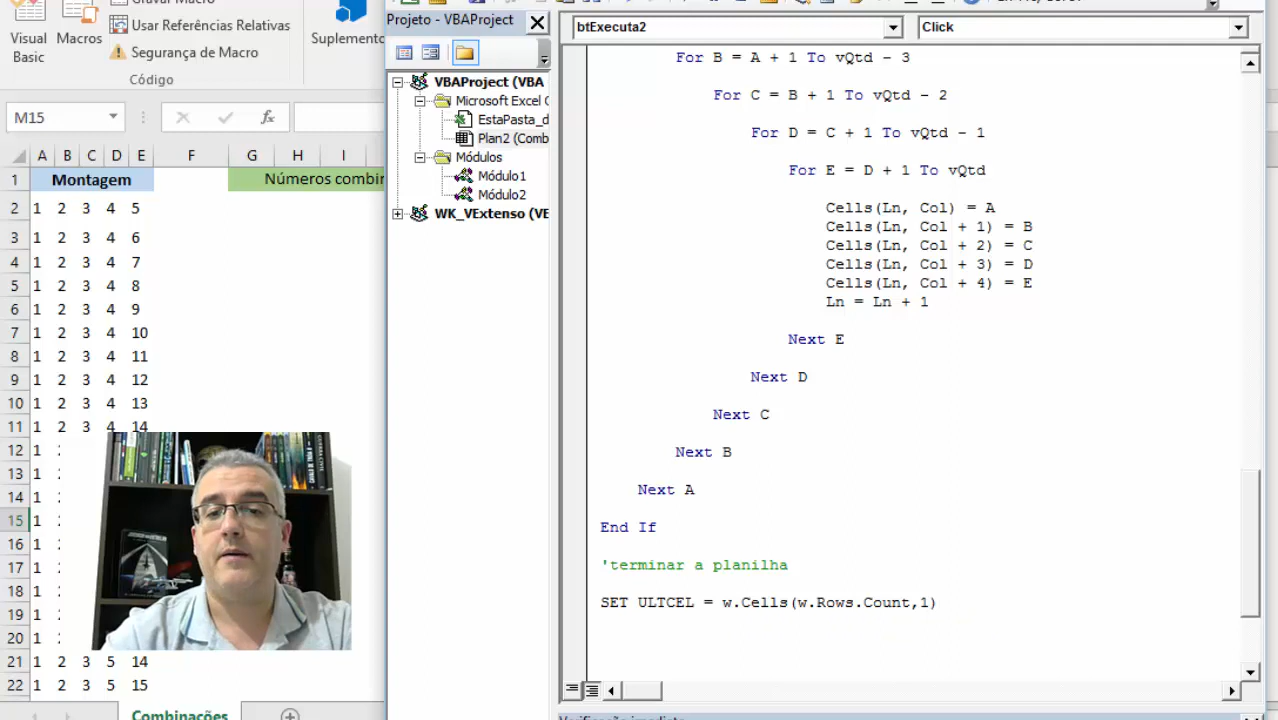 Gravar Macro
Usar Referências Relativas
Segurança de Macro
Visual
Basic
Macros
Suplemento
Código
M15
fx
A B C D E F G H I
1 Montagem Números combin
2 1 2 3 4 5
3 1 2 3 4 6
4 1 2 3 4 7
5 1 2 3 4 8
6 1 2 3 4 9
7 1 2 3 4 10
8 1 2 3 4 11
9 1 2 3 4 12
10 1 2 3 4 13
11 1 2 3 4 14
12 1
13 1
14 1
15 1
16 1
17 1
18 1
19 1
20 1
21 1 2 3 5 14
22 1 2 3 5 15
Combinações
Projeto - VBAProject
VBAProject (VBA
Microsoft Excel O
EstaPasta_d
Plan2 (Comb
Módulos
Módulo1
Módulo2
WK_VExtenso (VE
btExecuta2
Click
For B = A + 1 To vQtd - 3
For C = B + 1 To vQtd - 2
For D = C + 1 To vQtd - 1
For E = D + 1 To vQtd
Cells(Ln, Col) = A
Cells(Ln, Col + 1) = B
Cells(Ln, Col + 2) = C
Cells(Ln, Col + 3) = D
Cells(Ln, Col + 4) = E
Ln = Ln + 1
Next E
Next D
Next C
Next B
Next A
End If
'terminar a planilha
SET ULTCEL = w.Cells(w.Rows.Count,1)
Verificação imediata